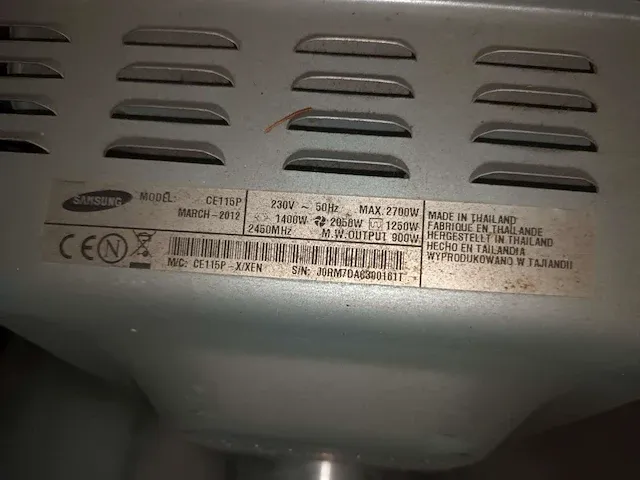 SAMSUNG
MODEL: CE115P
MARCH-2012
230V ~ 50Hz MAX. 2700W
1400W 2050W 1250W
2450MHz M.W.OUTPUT 900W
MADE IN THAILAND
FABRIQUE EN THAILANDE
HERGESTELLT IN THAILAND
HECHO EN TAILANDIA
WYPRODUKOWANO W TAJLANDII
CE N
M/C: CE115P-X/XEN S/N: